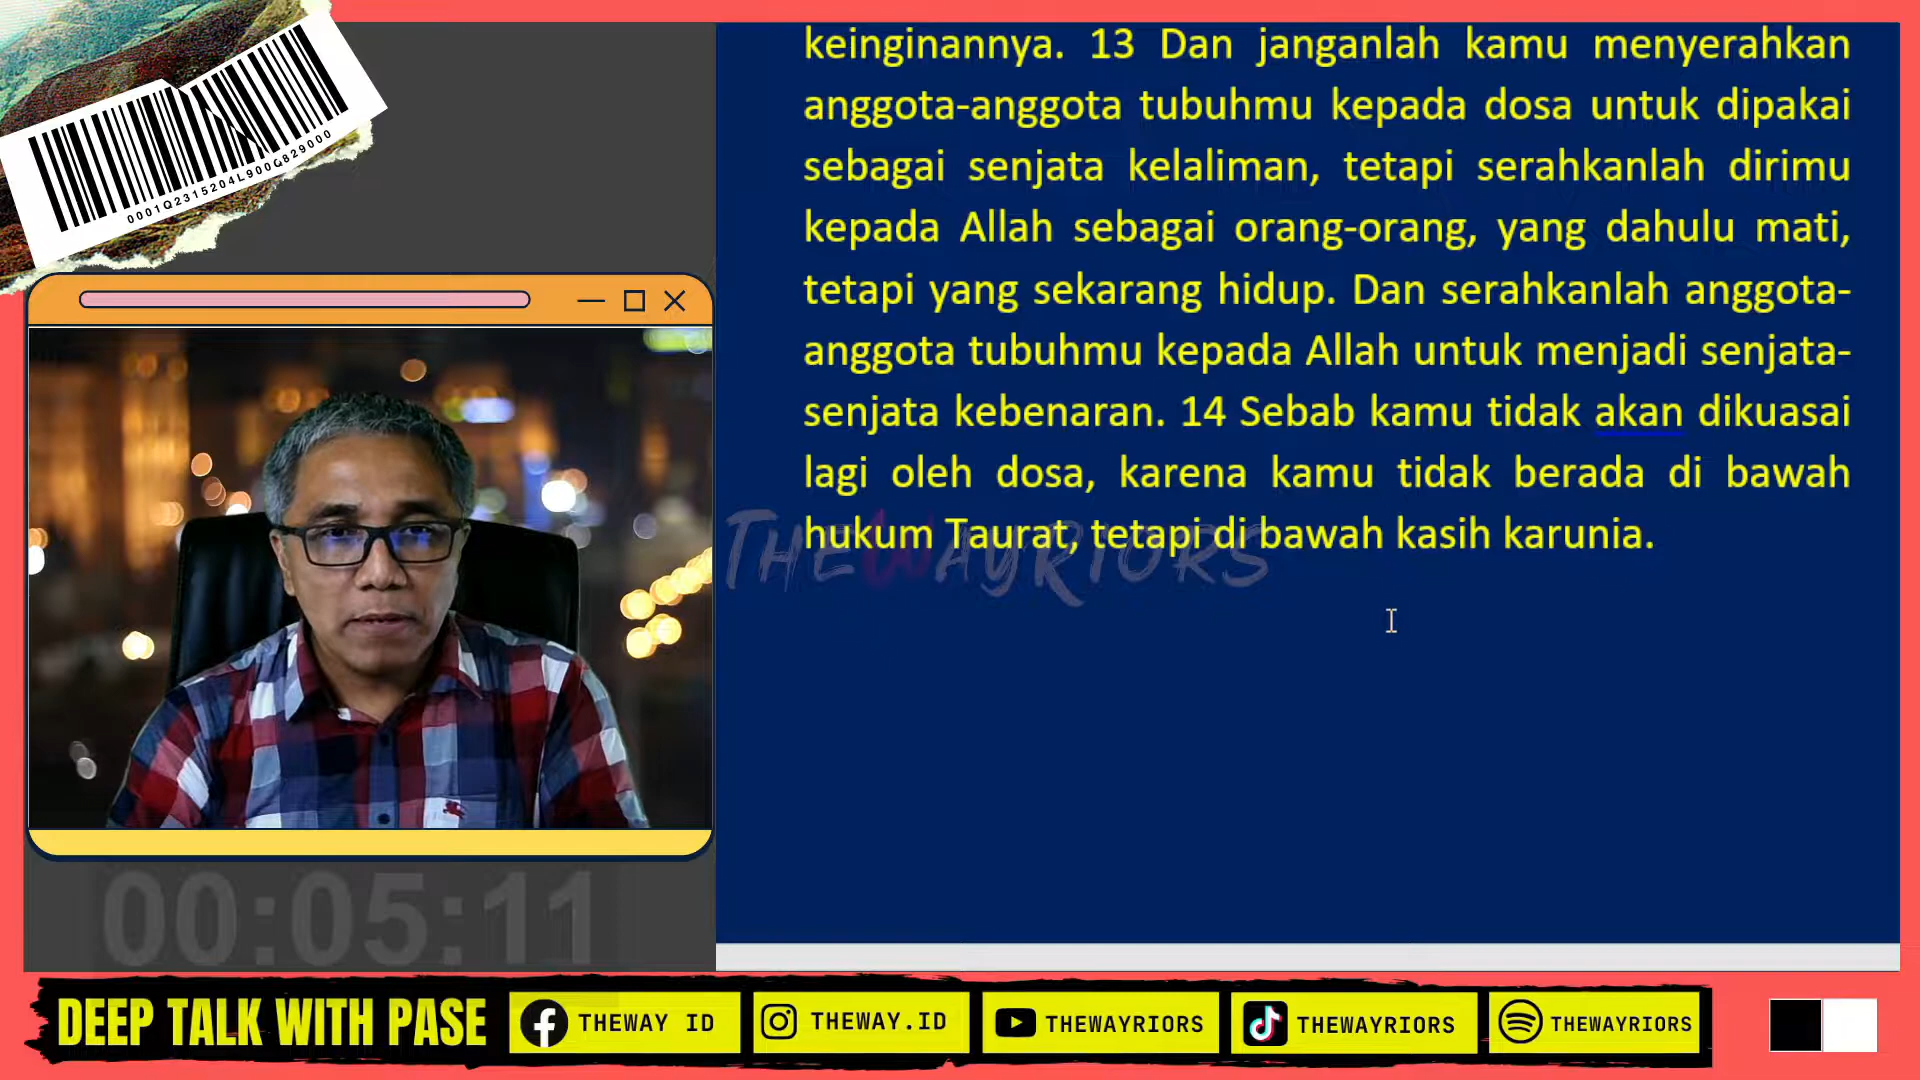 0001Q2315204L900Q829000
keinginannya. 13 Dan janganlah kamu menyerahkan
anggota-anggota tubuhmu kepada dosa untuk dipakai
sebagai senjata kelaliman, tetapi serahkanlah dirimu
kepada Allah sebagai orang-orang, yang dahulu mati,
tetapi yang sekarang hidup. Dan serahkanlah anggota-
anggota tubuhmu kepada Allah untuk menjadi senjata-
senjata kebenaran. 14 Sebab kamu tidak akan dikuasai
lagi oleh dosa, karena kamu tidak berada di bawah
hukum Taurat, tetapi di bawah kasih karunia.
THEWAYRIORS
00:05:11
DEEP TALK WITH PASE
THEWAY ID
THEWAY.ID
THEWAYRIORS
THEWAYRIORS
THEWAYRIORS